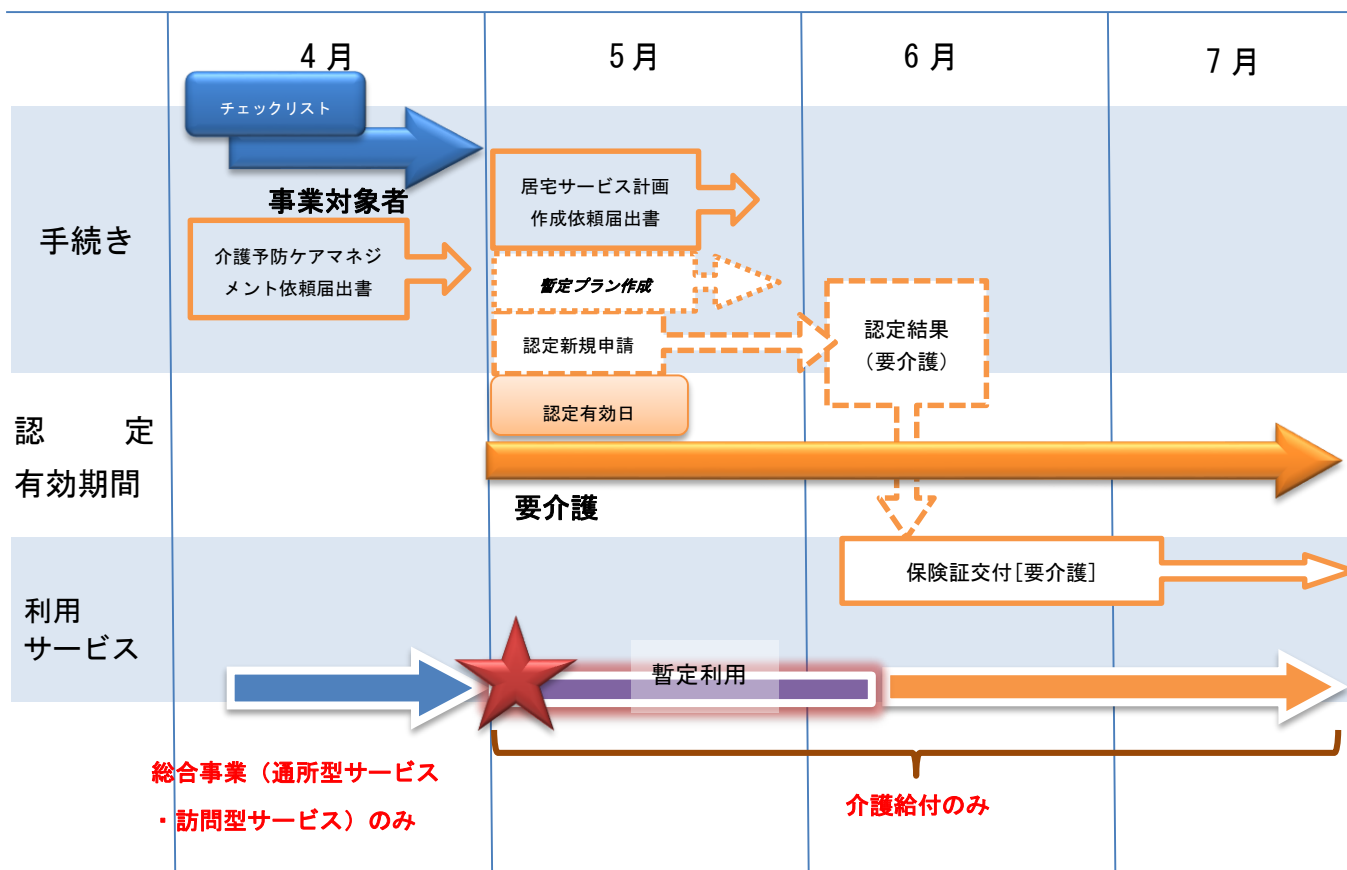 4月
5月
6月
7月
チェックリスト
事業対象者
手続き
介護予防ケアマネジ
メント依頼届出書
居宅サービス計画
作成依頼届出書
暫定プラン作成
認定新規申請
認定結果
（要介護）
認定有効日
認　　定
有効期間
要介護
保険証交付[要介護]
利用
サービス
暫定利用
総合事業（通所型サービス
・訪問型サービス）のみ
介護給付のみ